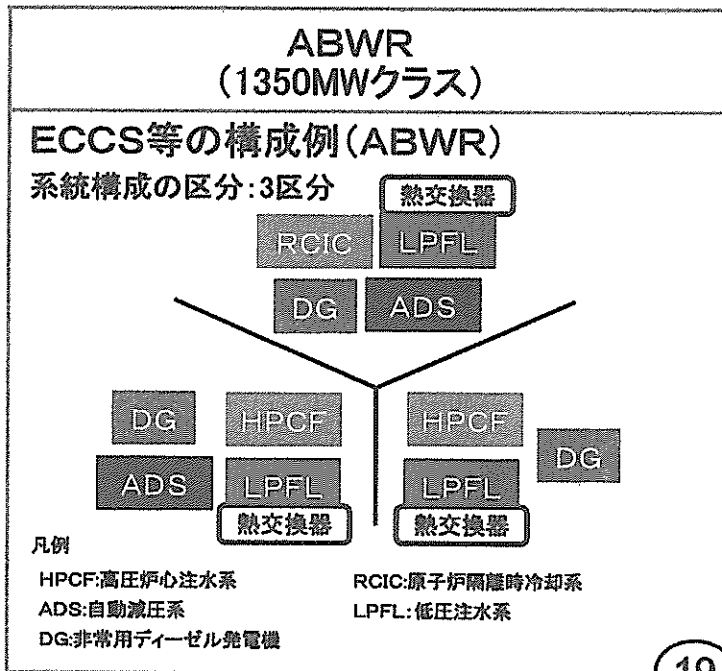 ABWR
(1350MWクラス)
ECCS等の構成例(ABWR)
系統構成の区分:3区分
熱交換器
RCIC LPFL
DG ADS
DG HPCF HPCF
DG
ADS LPFL LPFL
熱交換器 熱交換器
凡例
HPCF:高圧炉心注水系 RCIC:原子炉隔離時冷却系
ADS:自動減圧系 LPFL:低圧注水系
DG:非常用ディーゼル発電機